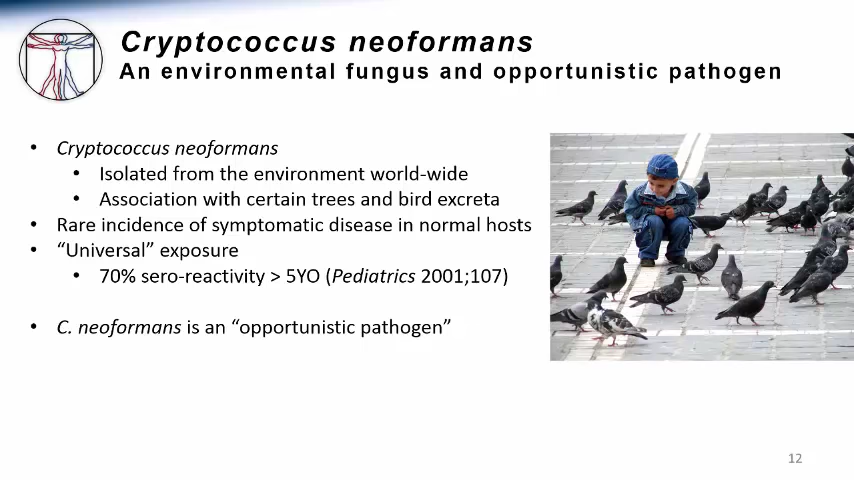 Cryptococcus neoformans
An environmental fungus and opportunistic pathogen
• Cryptococcus neoformans
• Isolated from the environment world-wide
• Association with certain trees and bird excreta
• Rare incidence of symptomatic disease in normal hosts
• “Universal” exposure
• 70% sero-reactivity > 5YO (Pediatrics 2001;107)
• C. neoformans is an “opportunistic pathogen”
12